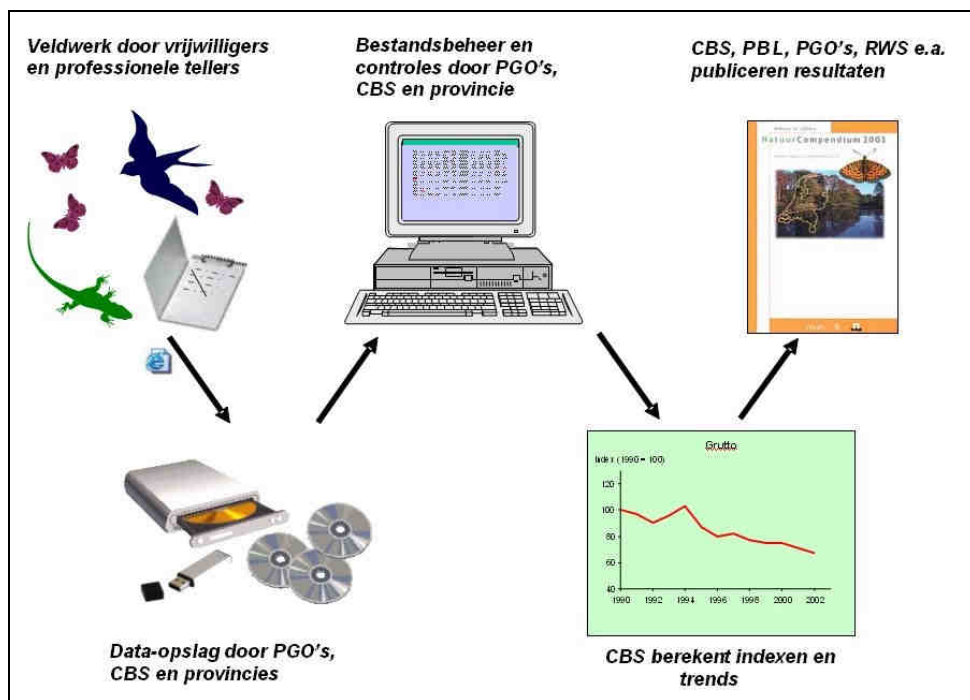 Veldwerk door vrijwilligers
en professionele tellers
Bestandsbeheer en
controles door PGO's,
CBS en provincie
CBS, PBL, PGO's, RWS e.a.
publiceren resultaten
NatuurCompendium 2003
Data-opslag door PGO's,
CBS en provincies
Grutto
Index (1990 = 100)
120
100
80
60
40
1990 1992 1994 1996 1998 2000 2002
CBS berekent indexen en
trends